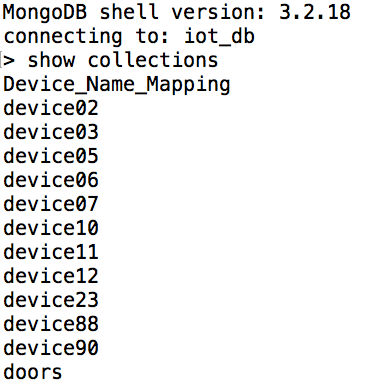 MongoDB shell version: 3.2.18
connecting to: iot_db
> show collections
Device_Name_Mapping
device02
device03
device05
device06
device07
device10
device11
device12
device23
device88
device90
doors